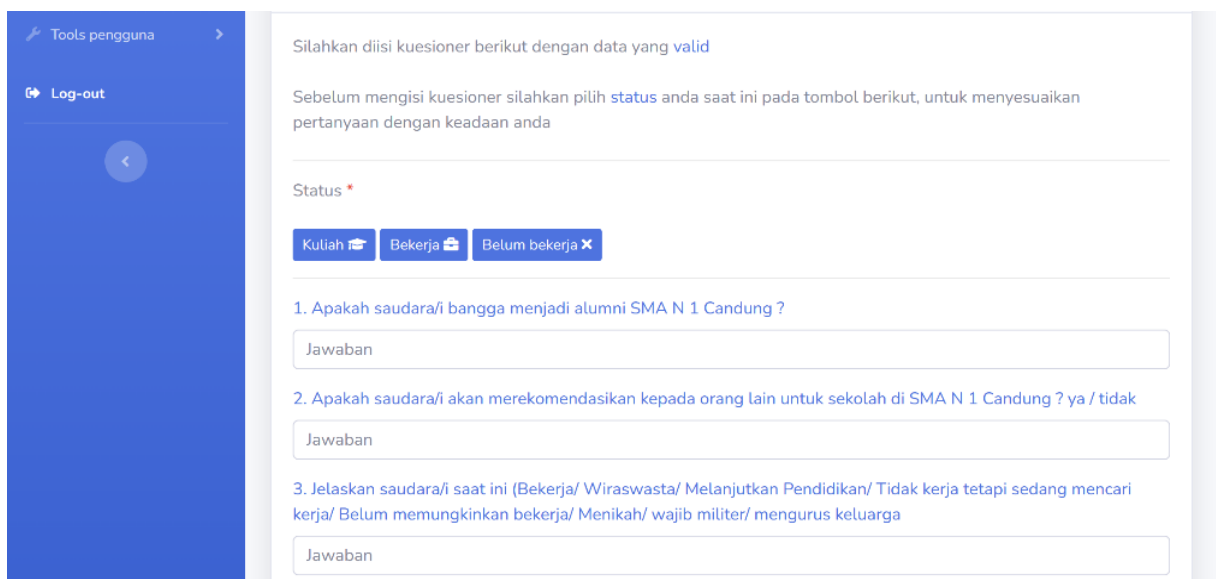 Tools pengguna
Log-out
Silahkan diisi kuesioner berikut dengan data yang valid
Sebelum mengisi kuesioner silahkan pilih status anda saat ini pada tombol berikut, untuk menyesuaikan
pertanyaan dengan keadaan anda
Status *
Kuliah Bekerja Belum bekerja
1. Apakah saudara/i bangga menjadi alumni SMA N 1 Candung ?
Jawaban
2. Apakah saudara/i akan merekomendasikan kepada orang lain untuk sekolah di SMA N 1 Candung ? ya / tidak
Jawaban
3. Jelaskan saudara/i saat ini (Bekerja/ Wiraswasta/ Melanjutkan Pendidikan/ Tidak kerja tetapi sedang mencari
kerja/ Belum memungkinkan bekerja/ Menikah/ wajib militer/ mengurus keluarga
Jawaban